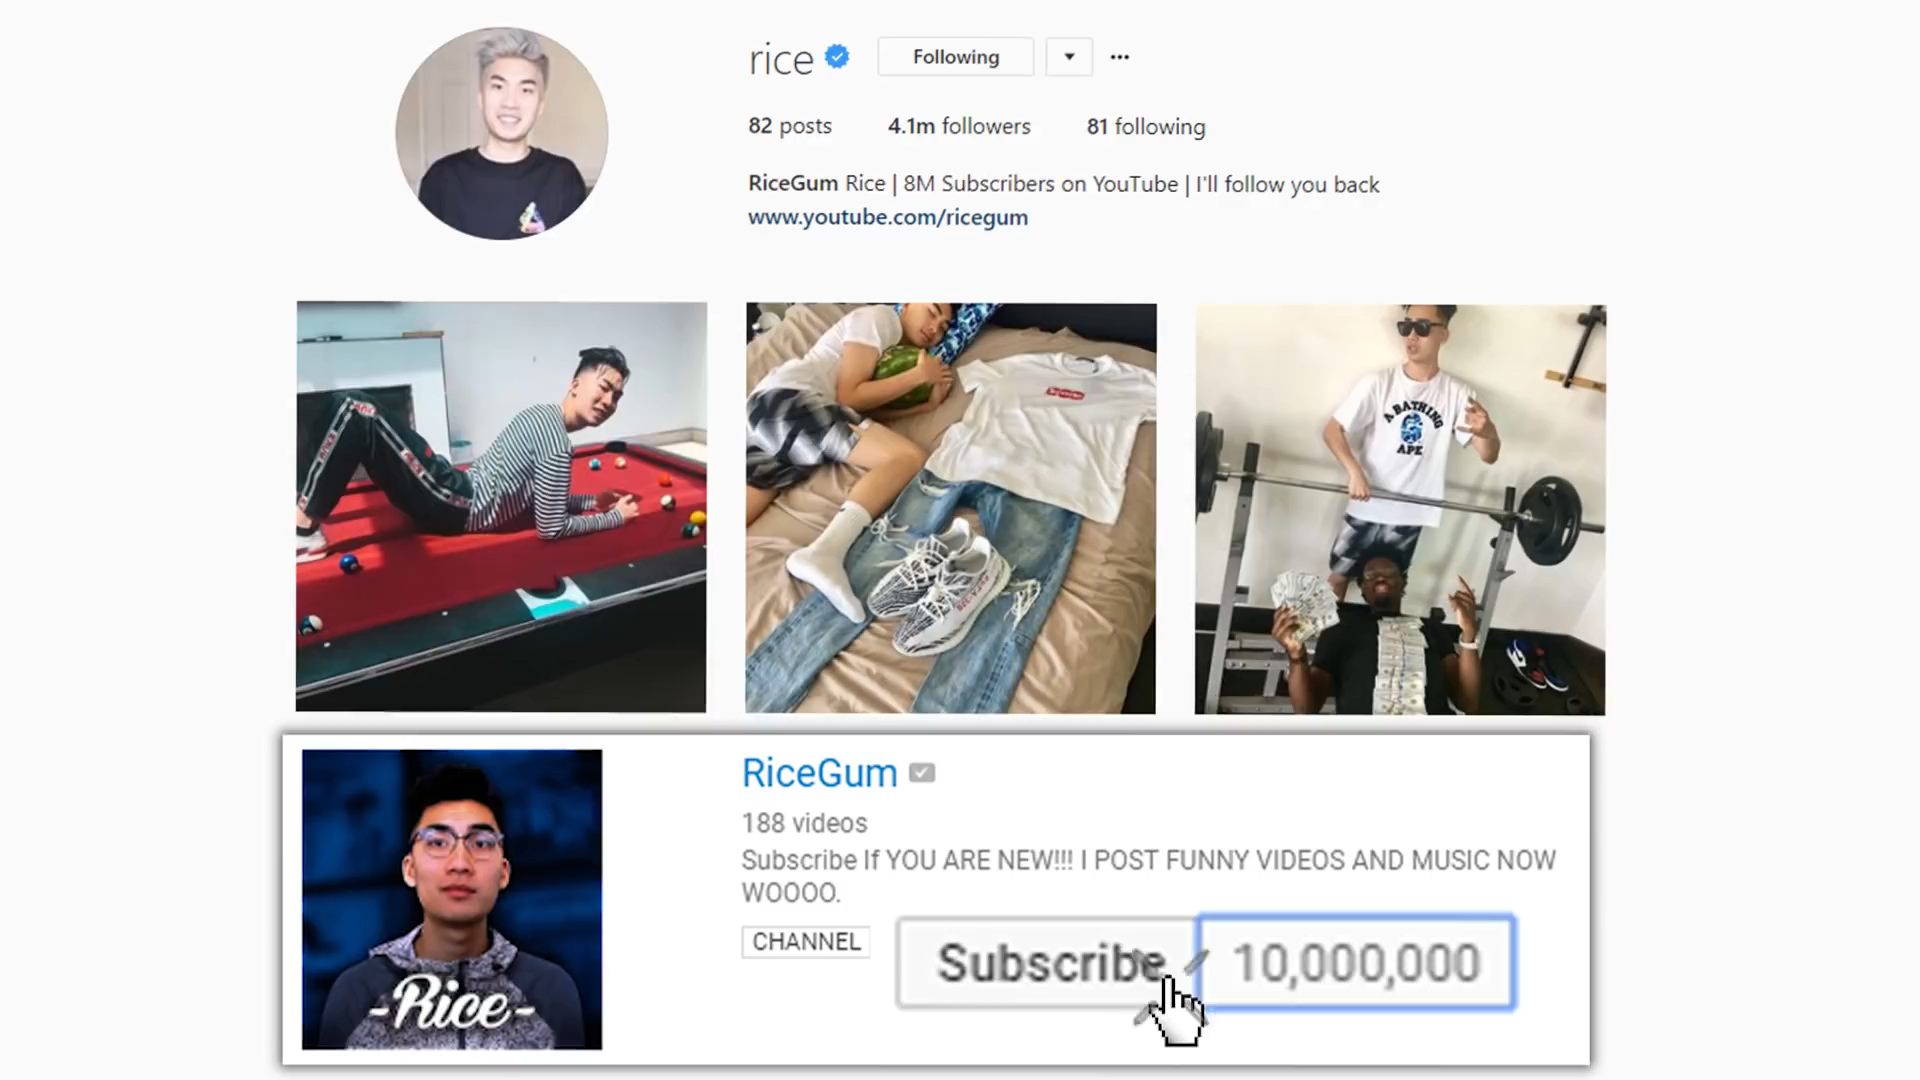 rice
Following
82 posts 4.1m followers 81 following
RiceGum Rice | 8M Subscribers on YouTube | I'll follow you back
www.youtube.com/ricegum
A BATHING
APE
RiceGum
188 videos
Subscribe If YOU ARE NEW!!! I POST FUNNY VIDEOS AND MUSIC NOW
WOOOO.
CHANNEL
Subscribe 10,000,000
-Rice-